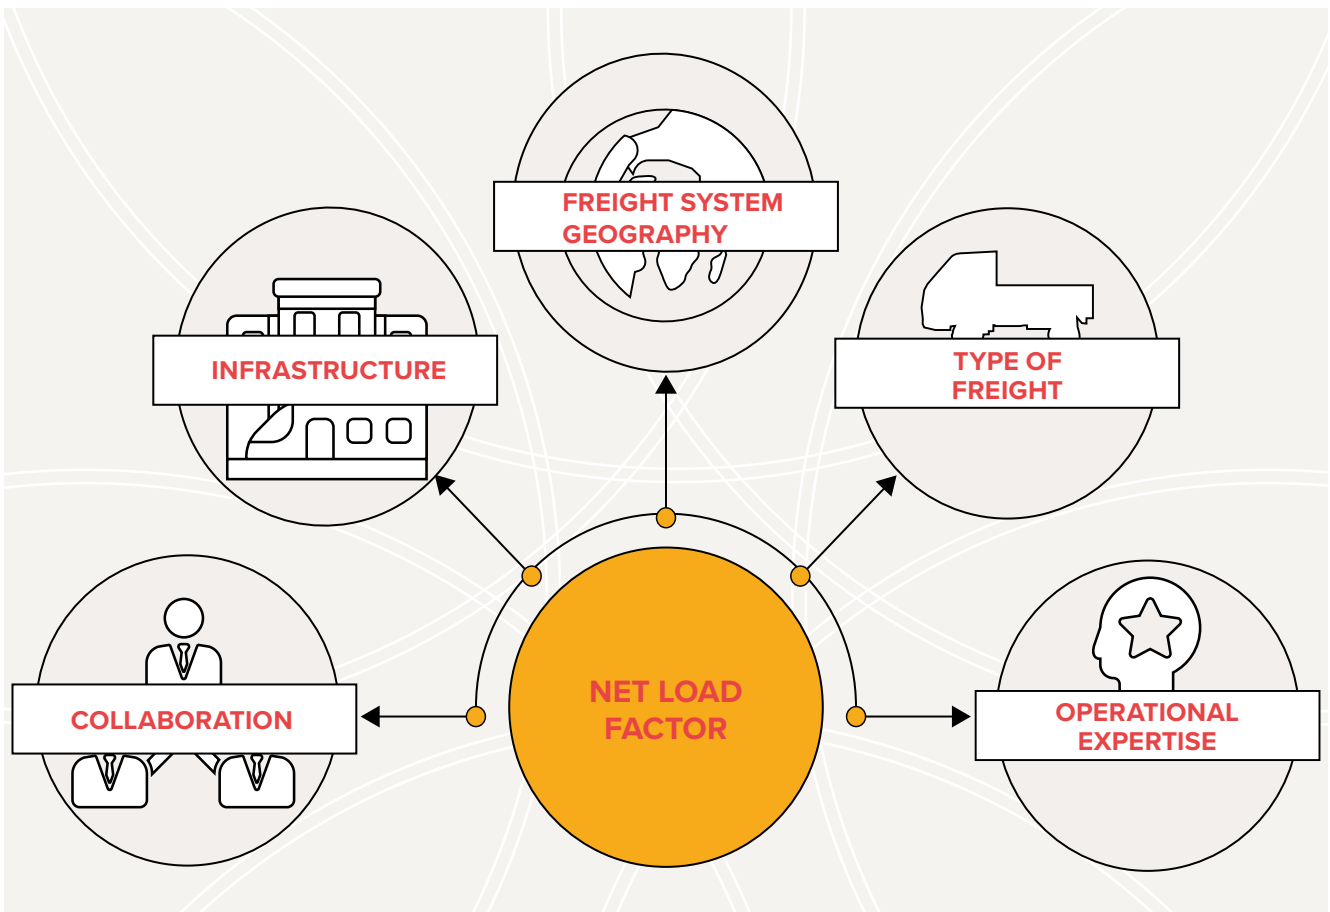 FREIGHT SYSTEM
GEOGRAPHY
INFRASTRUCTURE
TYPE OF
FREIGHT
NET LOAD
FACTOR
COLLABORATION
OPERATIONAL
EXPERTISE